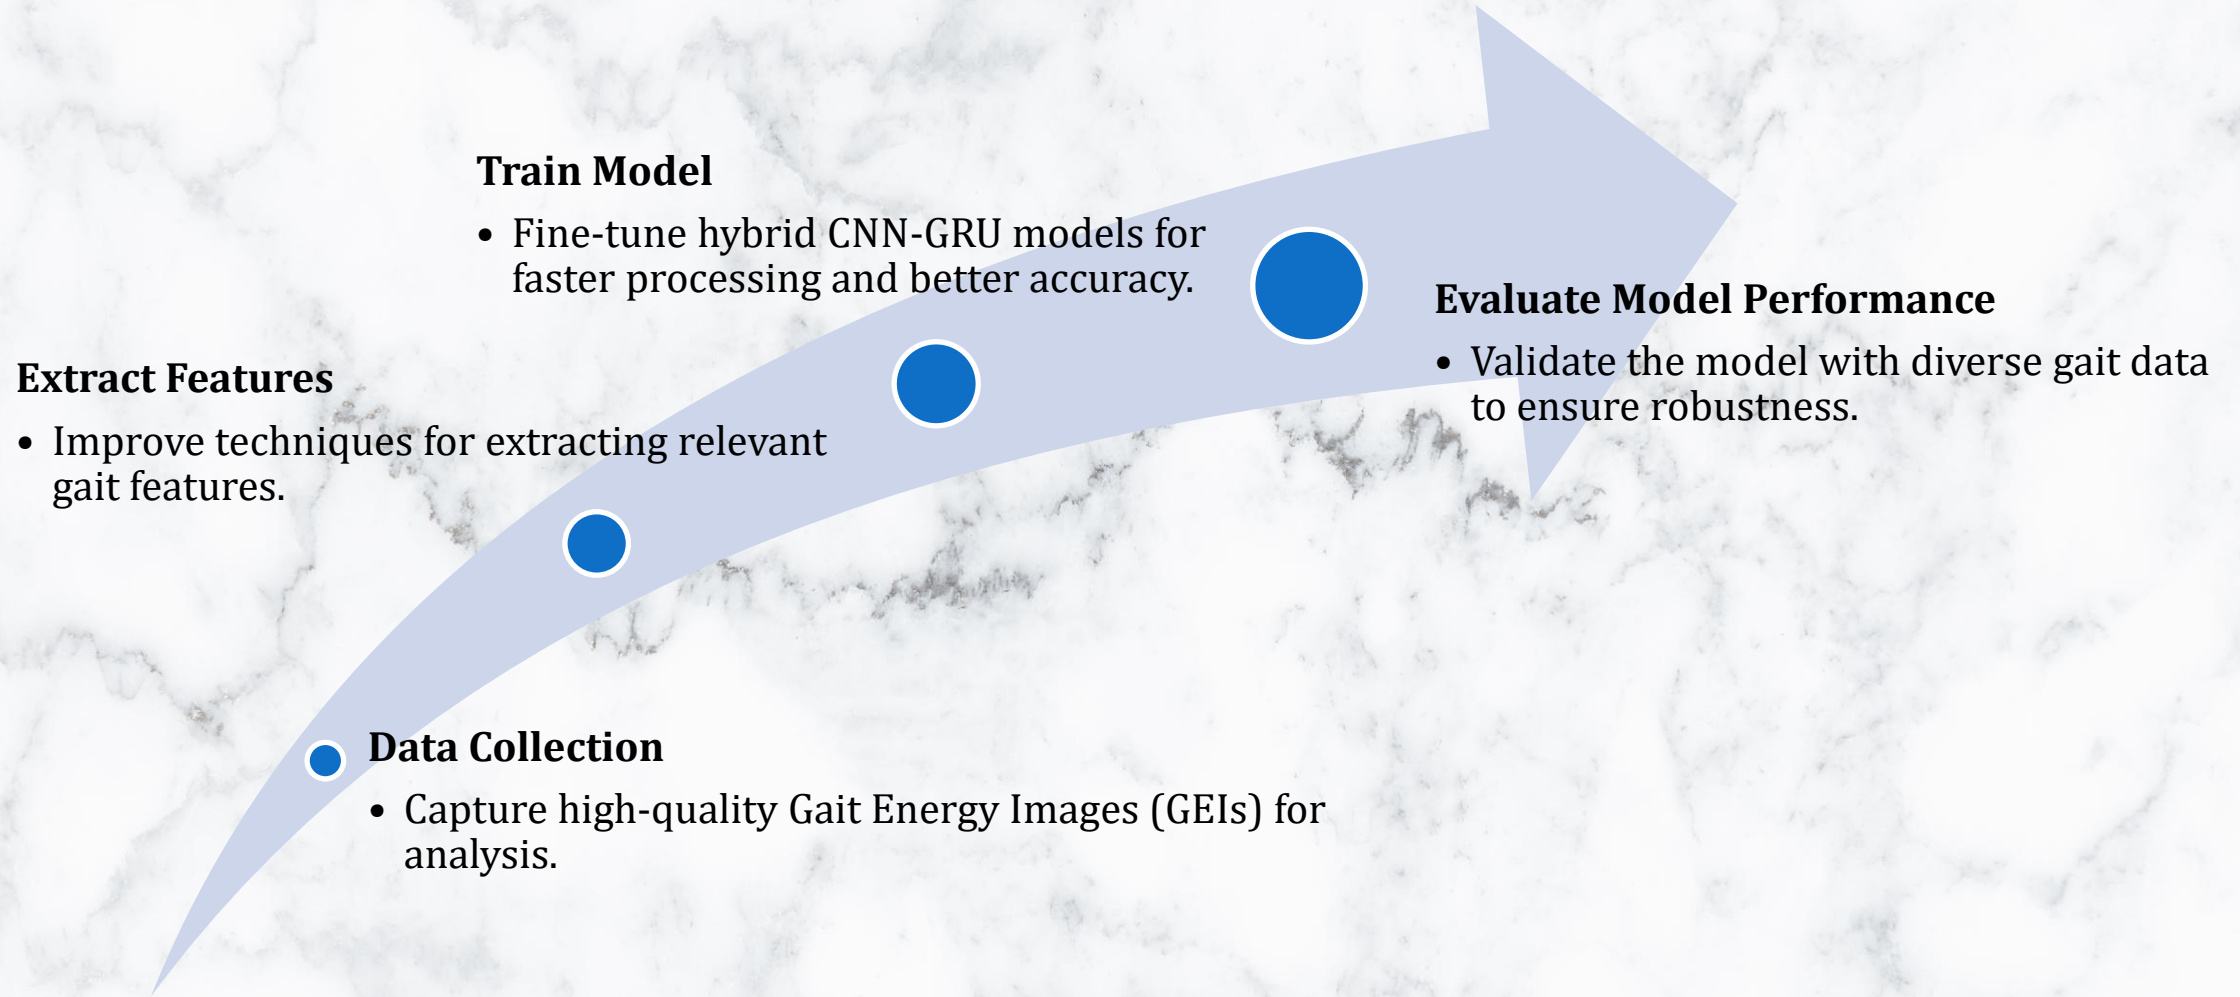 Train Model
• Fine-tune hybrid CNN-GRU models for
faster processing and better accuracy.
Evaluate Model Performance
• Validate the model with diverse gait data
to ensure robustness.
Extract Features
• Improve techniques for extracting relevant
gait features.
Data Collection
• Capture high-quality Gait Energy Images (GEIs) for
analysis.